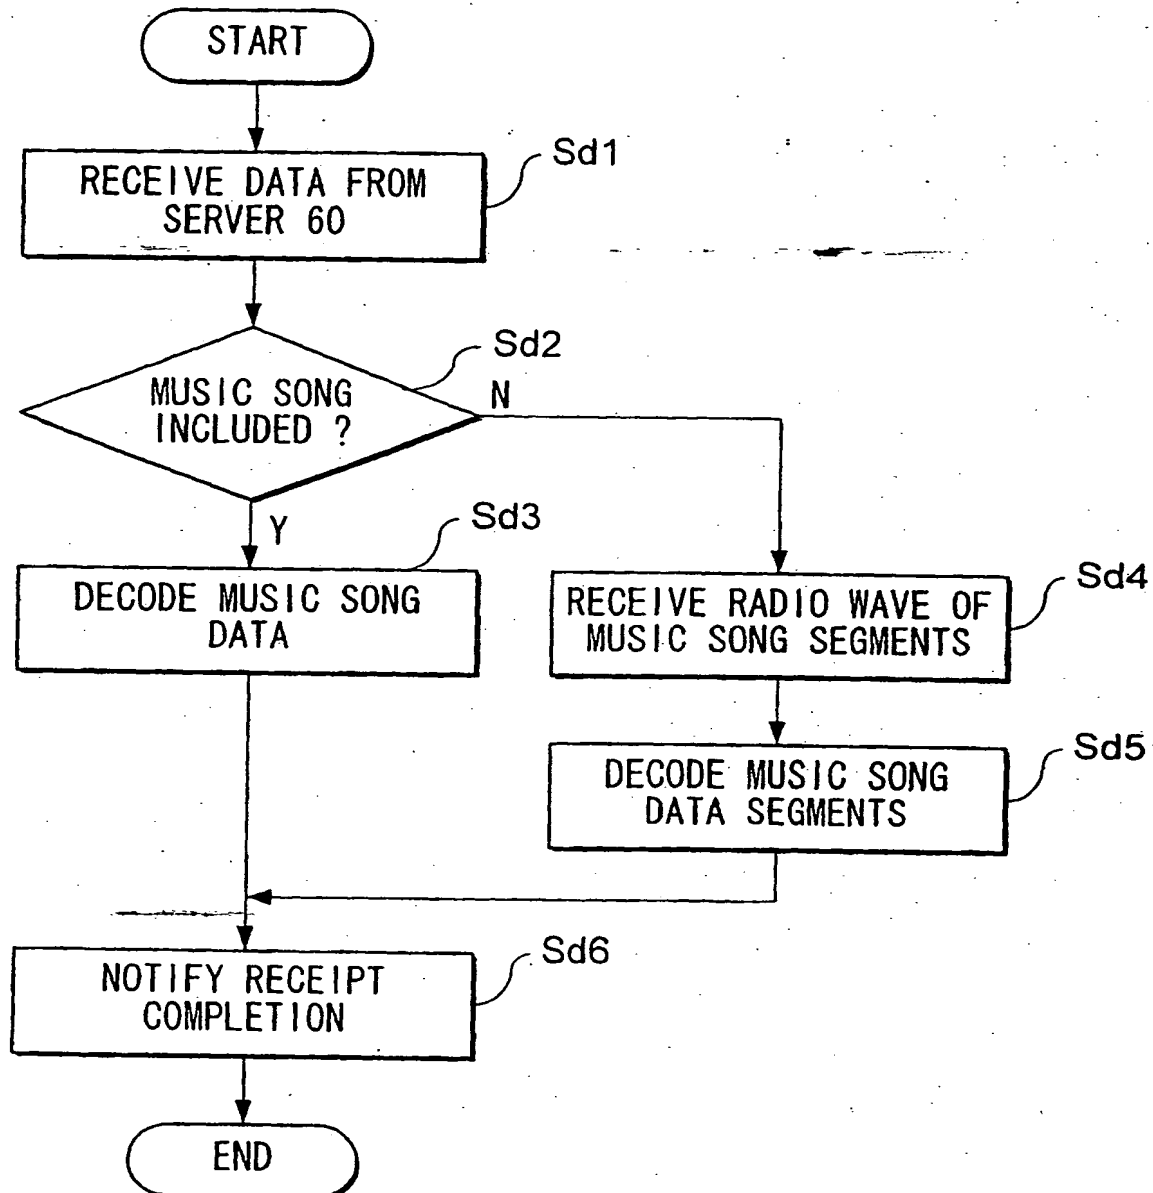 START
Sd1
RECEIVE DATA FROM
SERVER 60
Sd2
MUSIC SONG
INCLUDED ?
N
Y
Sd3
DECODE MUSIC SONG
DATA
Sd4
RECEIVE RADIO WAVE OF
MUSIC SONG SEGMENTS
Sd5
DECODE MUSIC SONG
DATA SEGMENTS
Sd6
NOTIFY RECEIPT
COMPLETION
END